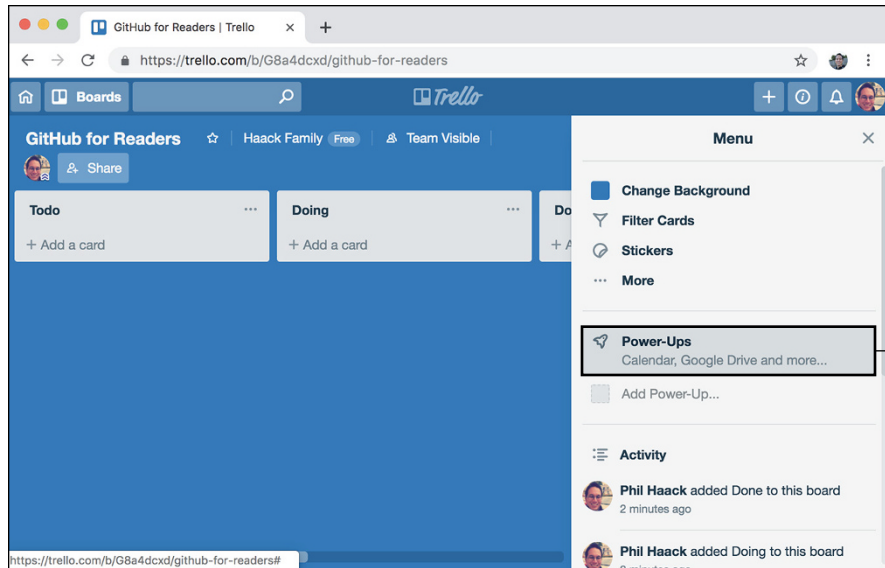 GitHub for Readers | Trello
https://trello.com/b/G8a4dcxd/github-for-readers
Boards
Trello
GitHub for Readers
Haack Family Free
Team Visible
Share
Todo
Doing
Do
+ Add a card
+ Add a card
+ A
Menu
Change Background
Filter Cards
Stickers
More
Power-Ups
Calendar, Google Drive and more...
Add Power-Up...
Activity
Phil Haack added Done to this board
2 minutes ago
Phil Haack added Doing to this board
https://trello.com/b/G8a4dcxd/github-for-readers#